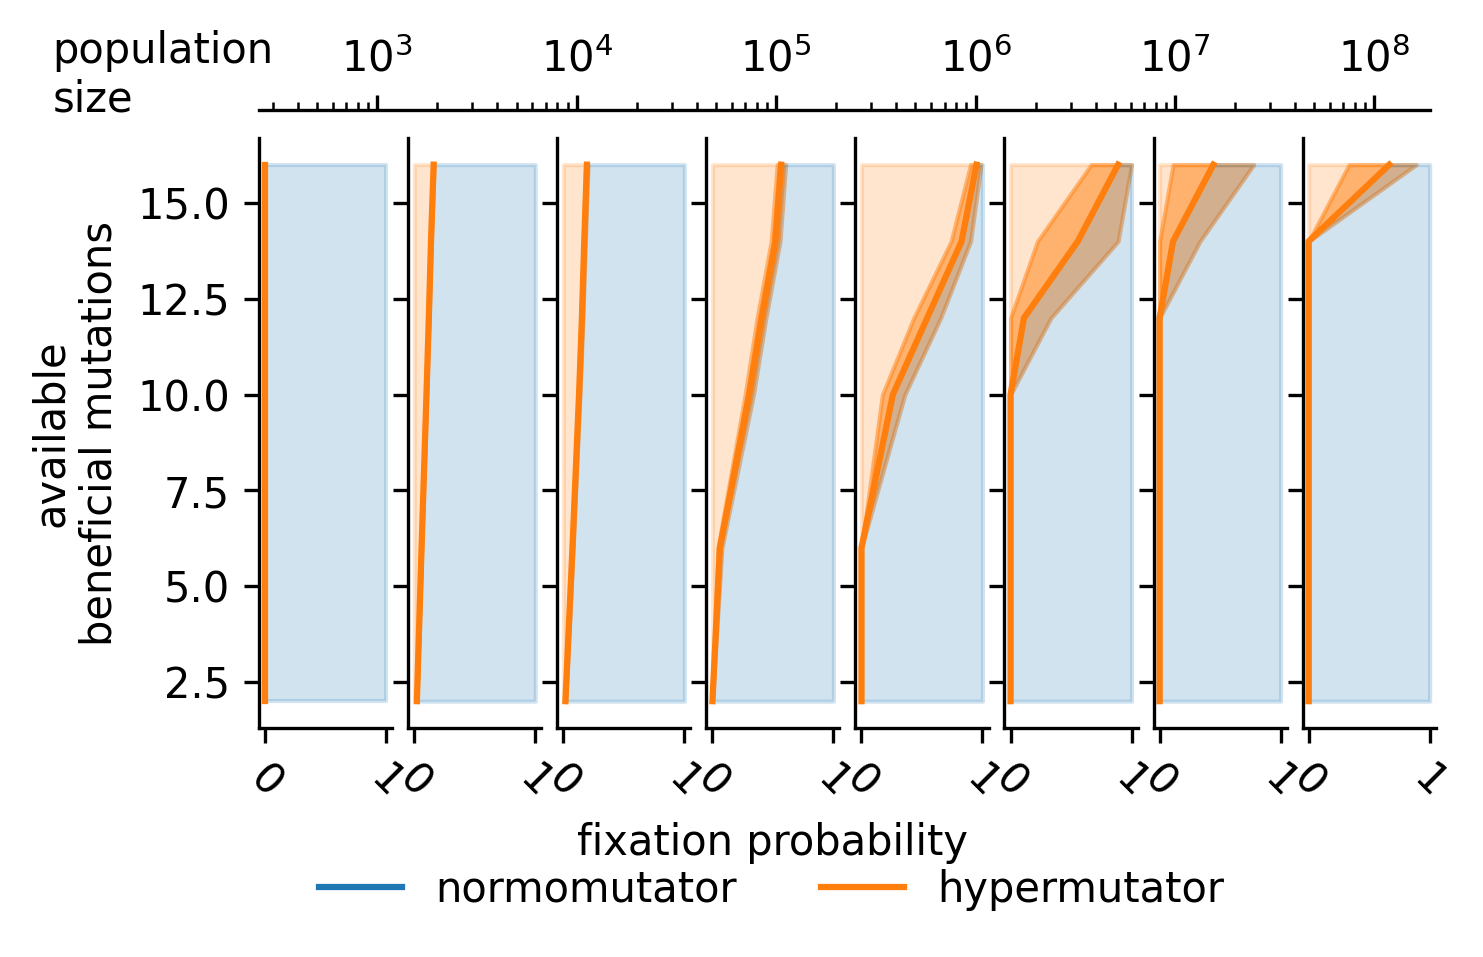 population
size
10³ 10⁴ 10⁵ 10⁶ 10⁷ 10⁸
available
beneficial mutations
15.0
12.5
10.0
7.5
5.0
2.5
0 10 10 10 10 10 10 10 1
fixation probability
normomutator hypermutator